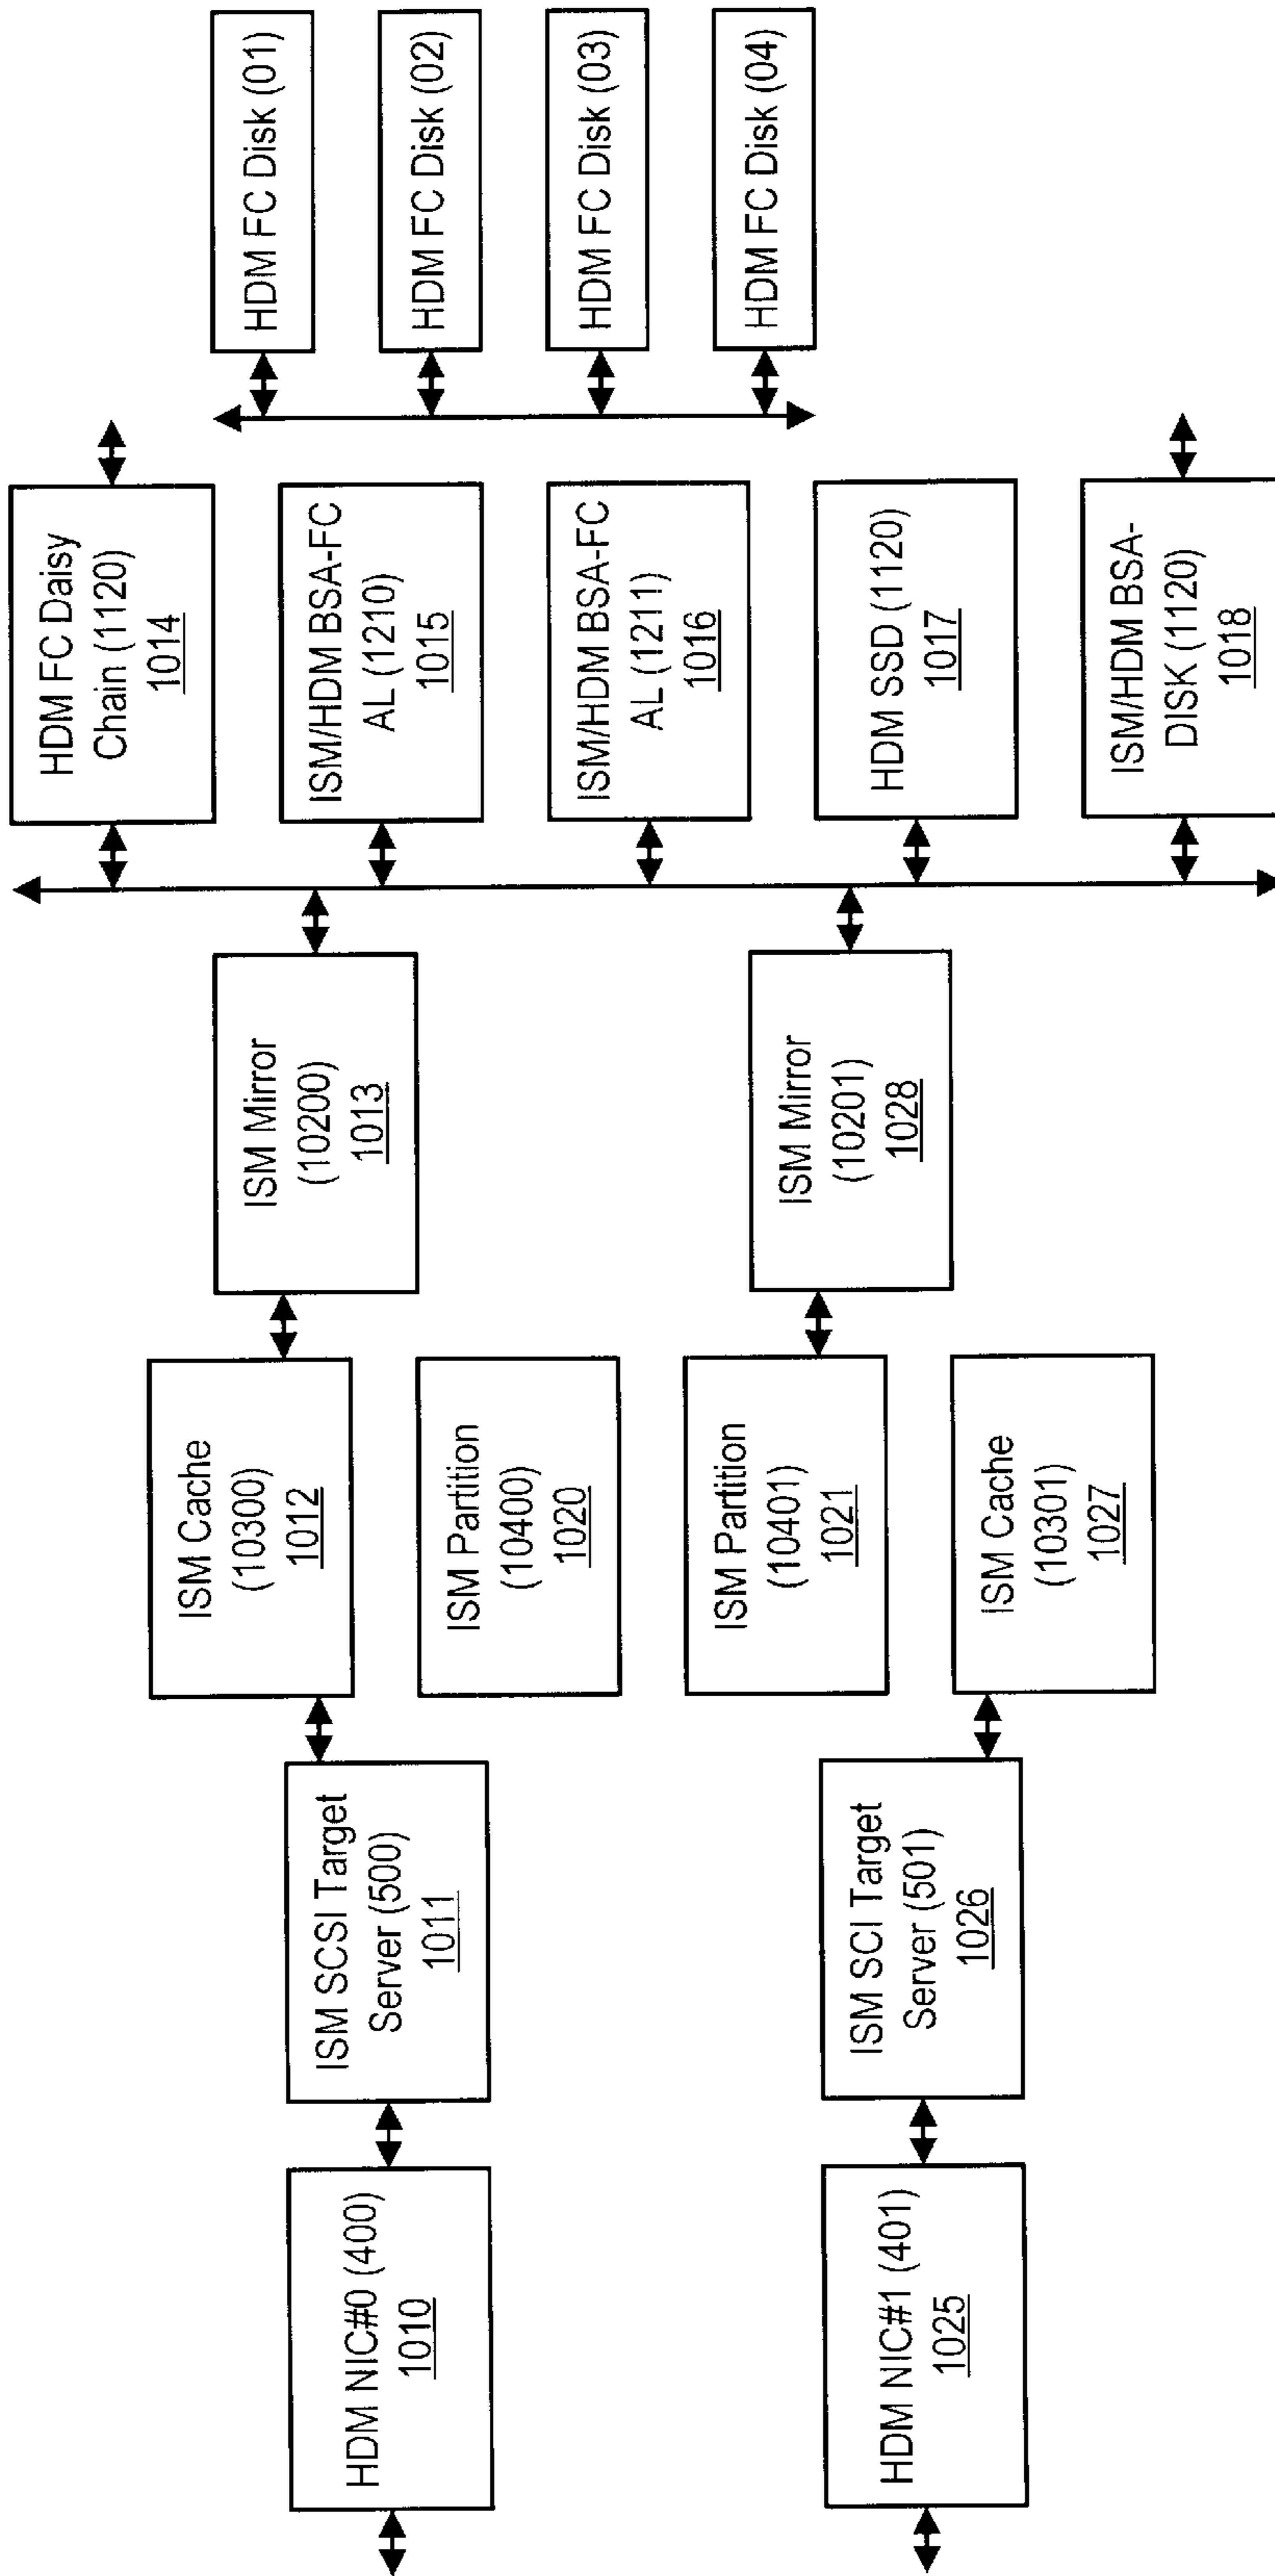 HDM NIC#0 (400)
1010
HDM NIC#1 (401)
1025
ISM SCSI Target
Server (500)
1011
ISM SCI Target
Server (501)
1026
ISM Cache
(10300)
1012
ISM Partition
(10400)
1020
ISM Partition
(10401)
1021
ISM Cache
(10301)
1027
ISM Mirror
(10200)
1013
ISM Mirror
(10201)
1028
HDM FC Daisy
Chain (1120)
1014
ISM/HDM BSA-FC
AL (1210)
1015
ISM/HDM BSA-FC
AL (1211)
1016
HDM SSD (1120)
1017
ISM/HDM BSA-
DISK (1120)
1018
HDM FC Disk (01)
HDM FC Disk (02)
HDM FC Disk (03)
HDM FC Disk (04)